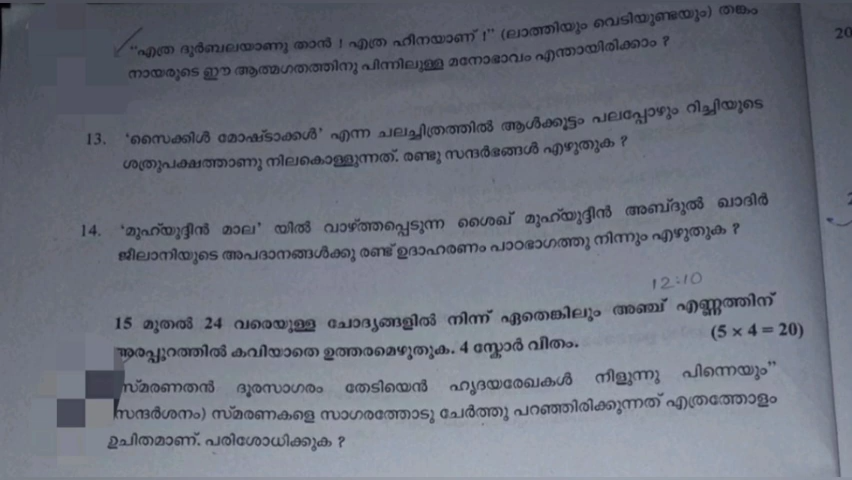 "എത്ര ദുർബലയാണു താൻ ! എത്ര ഹീനയാണ് !" (ലാത്തിയും വെടിയുണ്ടയും) തങ്കം
നായരുടെ ഈ ആത്മഗതത്തിനു പിന്നിലുള്ള മനോഭാവം എന്തായിരിക്കാം ?
20
13. 'സൈക്കിൾ മോഷ്ടാക്കൾ' എന്ന ചലച്ചിത്രത്തിൽ ആൾക്കൂട്ടം പലപ്പോഴും റിച്ചിയുടെ
ശത്രുപക്ഷത്താണു നിലകൊള്ളുന്നത്. രണ്ടു സന്ദർഭങ്ങൾ എഴുതുക ?
14. 'മുഹ്‌യുദ്ദീൻ മാല' യിൽ വാഴ്ത്തപ്പെടുന്ന ശൈഖ് മുഹ്‌യുദ്ദീൻ അബ്ദുൽ ഖാദിർ
ജീലാനിയുടെ അപദാനങ്ങൾക്കു രണ്ട് ഉദാഹരണം പാഠഭാഗത്തു നിന്നും എഴുതുക ?
12:10
15 മുതൽ 24 വരെയുള്ള ചോദ്യങ്ങളിൽ നിന്ന് ഏതെങ്കിലും അഞ്ച് എണ്ണത്തിന്
അരപ്പുറത്തിൽ കവിയാതെ ഉത്തരമെഴുതുക. 4 സ്കോർ വീതം. (5 × 4 = 20)
സ്മരണതൻ ദൂരസാഗരം തേടിയെൻ ഹൃദയരേഖകൾ നീളുന്നു പിന്നെയും"
സന്ദർശനം) സ്മരണകളെ സാഗരത്തോടു ചേർത്തു പറഞ്ഞിരിക്കുന്നത് എത്രത്തോളം
ഉചിതമാണ്. പരിശോധിക്കുക ?